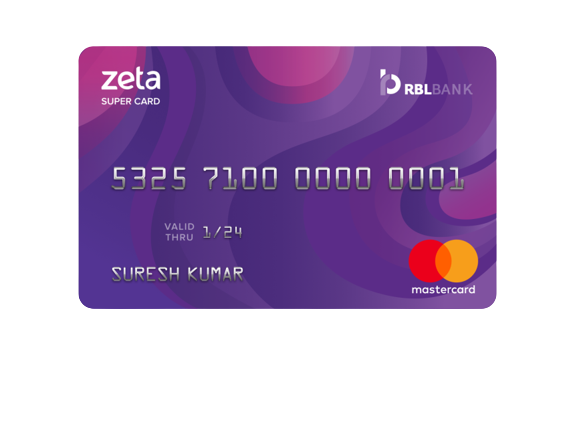 zeta
SUPER CARD
RBLBANK
5325 7100 0000 0001
VALID THRU 1/24
SURESH KUMAR
mastercard